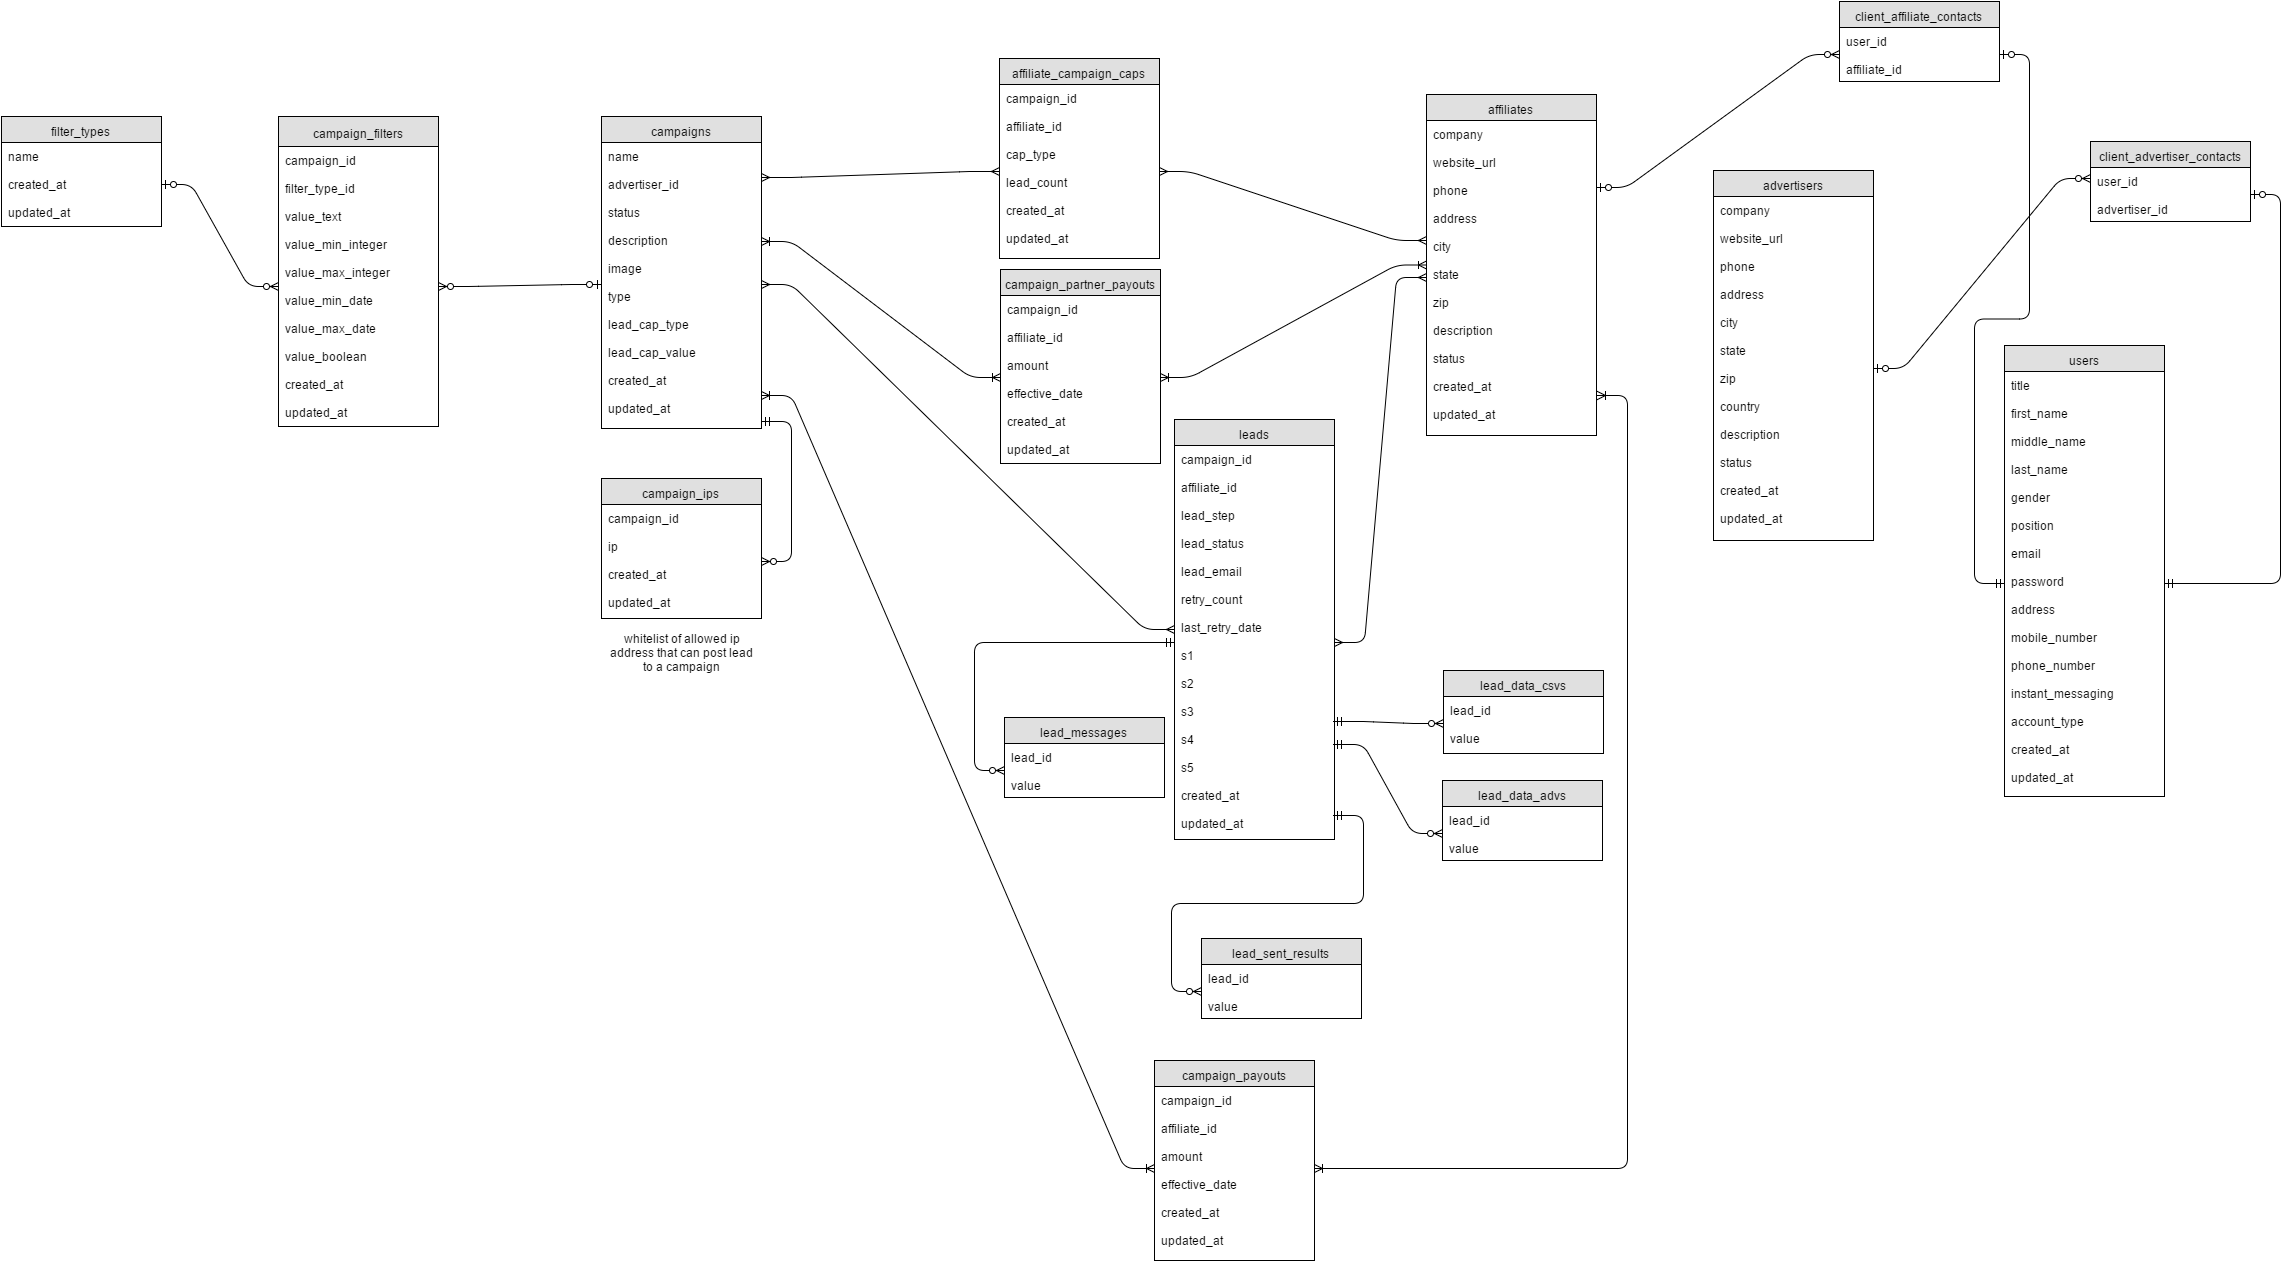 filter_types
name
created_at
updated_at
campaign_filters
campaign_id
filter_type_id
value_text
value_min_integer
value_max_integer
value_min_date
value_max_date
value_boolean
created_at
updated_at
campaigns
name
advertiser_id
status
description
image
type
lead_cap_type
lead_cap_value
created_at
updated_at
campaign_ips
campaign_id
ip
created_at
updated_at
whitelist of allowed ip
address that can post lead
to a campaign
affiliate_campaign_caps
campaign_id
affiliate_id
cap_type
lead_count
created_at
updated_at
campaign_partner_payouts
campaign_id
affiliate_id
amount
effective_date
created_at
updated_at
leads
campaign_id
affiliate_id
lead_step
lead_status
lead_email
retry_count
last_retry_date
s1
s2
s3
s4
s5
created_at
updated_at
lead_messages
lead_id
value
lead_data_csvs
lead_id
value
lead_data_advs
lead_id
value
lead_sent_results
lead_id
value
campaign_payouts
campaign_id
affiliate_id
amount
effective_date
created_at
updated_at
affiliates
company
website_url
phone
address
city
state
zip
description
status
created_at
updated_at
advertisers
company
website_url
phone
address
city
state
zip
country
description
status
created_at
updated_at
client_affiliate_contacts
user_id
affiliate_id
client_advertiser_contacts
user_id
advertiser_id
users
title
first_name
middle_name
last_name
gender
position
email
password
address
mobile_number
phone_number
instant_messaging
account_type
created_at
updated_at